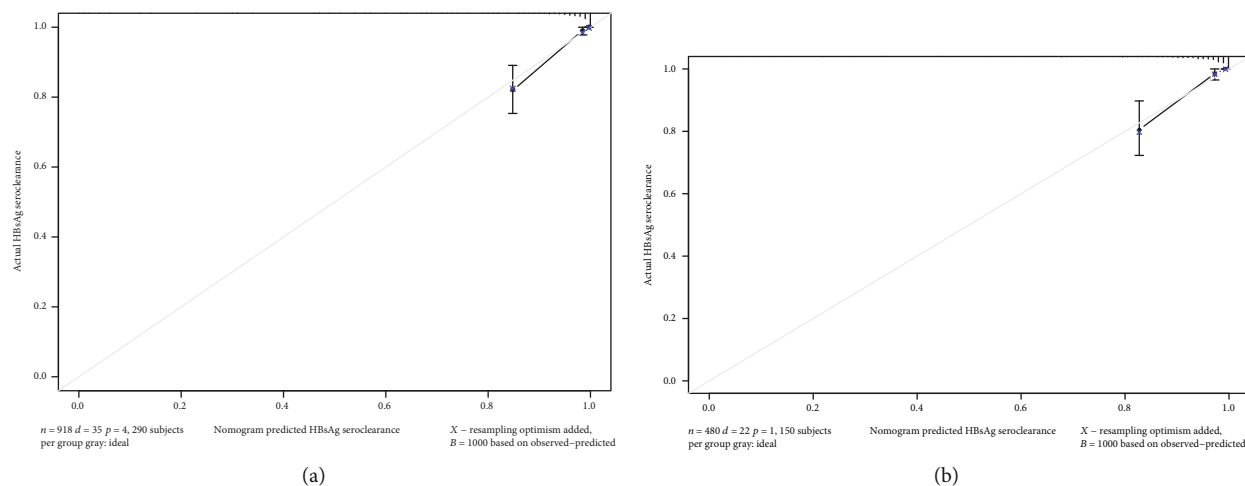 1.0
0.8
0.6
0.4
0.2
0.0
Actual HBsAg seroclearance
0.0 0.2 0.4 0.6 0.8 1.0
n = 918 d = 35 p = 4, 290 subjects
per group gray: ideal
Nomogram predicted HBsAg seroclearance
X – resampling optimism added,
B = 1000 based on observed–predicted
(a)
1.0
0.8
0.6
0.4
0.2
0.0
Actual HBsAg seroclearance
0.0 0.2 0.4 0.6 0.8 1.0
n = 480 d = 22 p = 1, 150 subjects
per group gray: ideal
Nomogram predicted HBsAg seroclearance
X – resampling optimism added,
B = 1000 based on observed–predicted
(b)